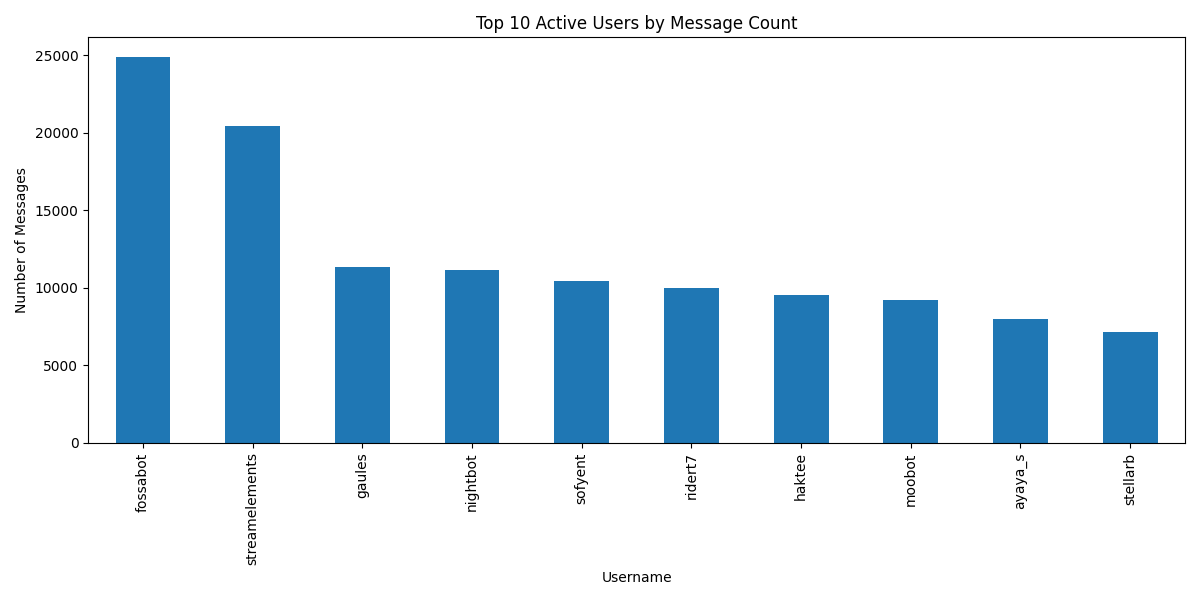 Top 10 Active Users by Message Count
Number of Messages
25000
20000
15000
10000
5000
0
fossabot
streamelements
gaules
nightbot
sofyent
ridert7
haktee
moobot
ayaya_s
stellarb
Username